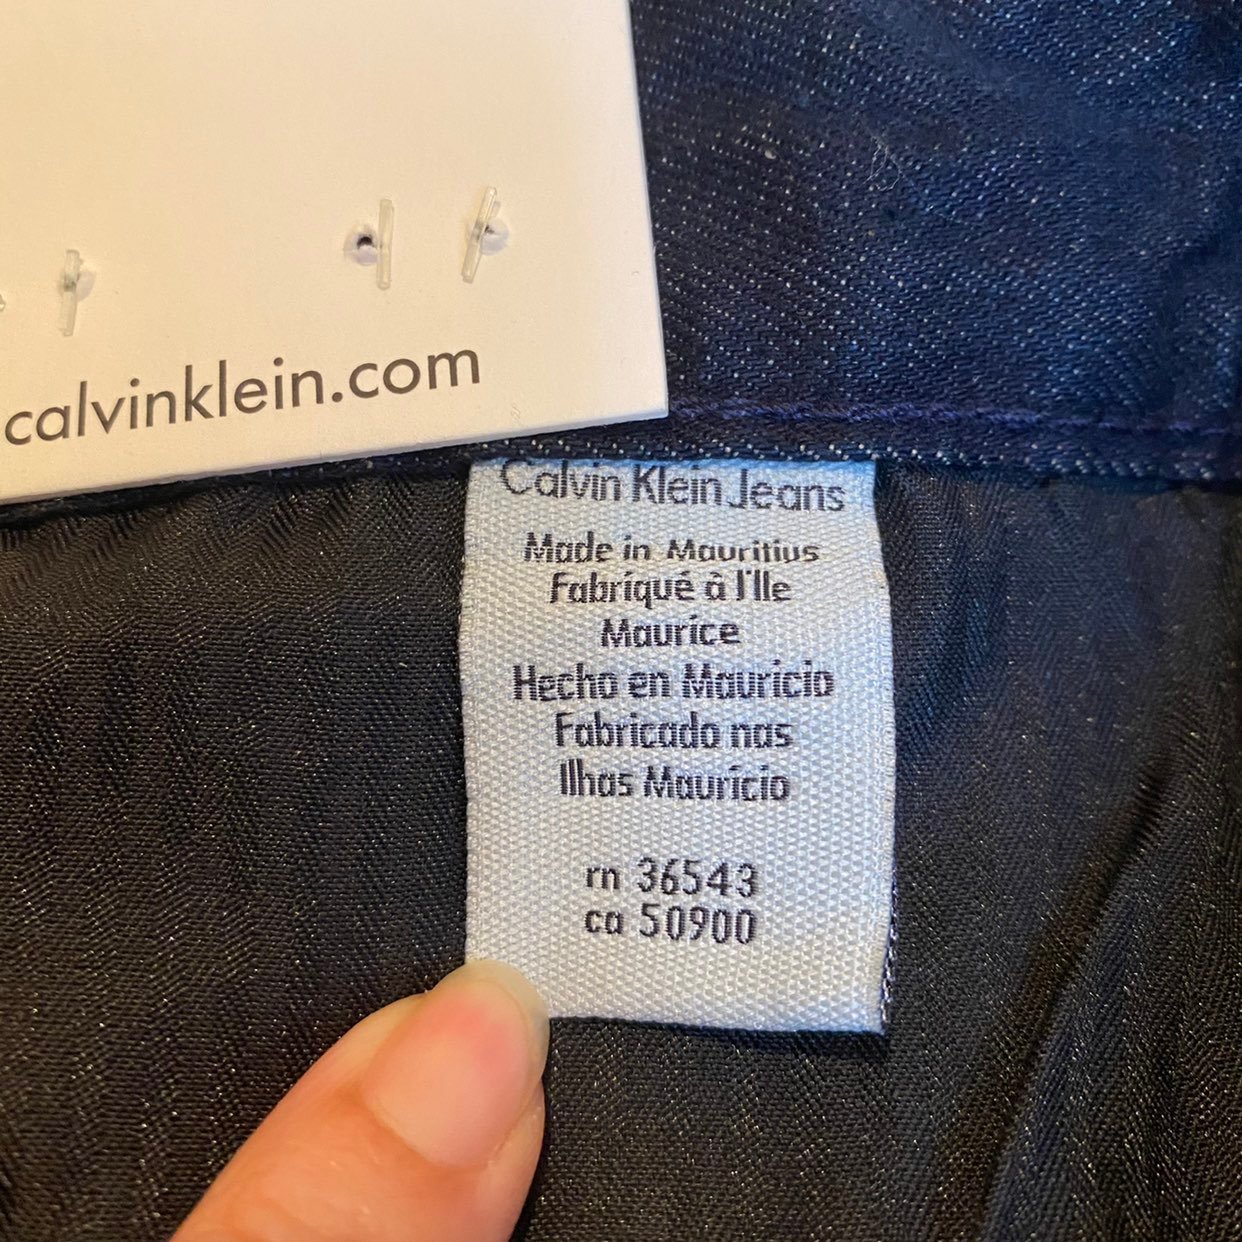 calvinklein.com
Calvin Klein Jeans
Made in Mauritius
Fabriqué à l'Ile
Maurice
Hecho en Mauricio
Fabricado nas
Ilhas Maurício
rn 36543
ca 50900